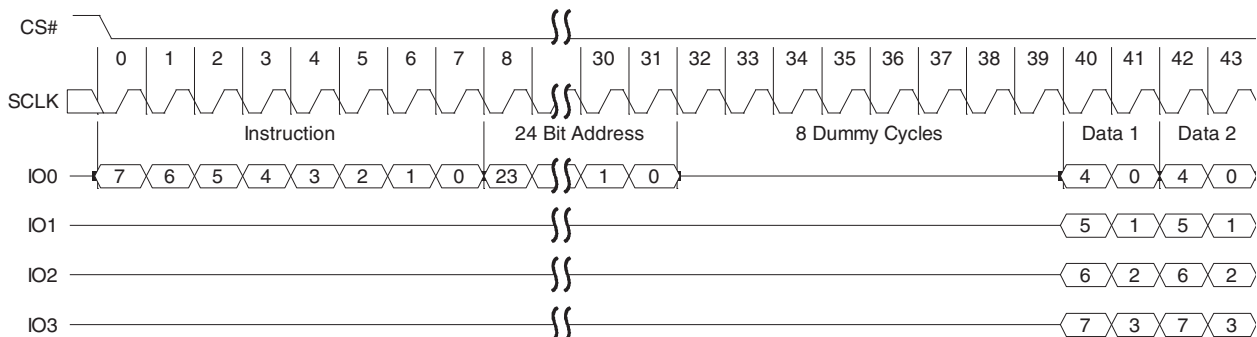 CS#
0 1 2 3 4 5 6 7 8 30 31 32 33 34 35 36 37 38 39 40 41 42 43
SCLK
Instruction 24 Bit Address 8 Dummy Cycles Data 1 Data 2
IO0 7 6 5 4 3 2 1 0 23 1 0 4 0 4 0
IO1 5 1 5 1
IO2 6 2 6 2
IO3 7 3 7 3